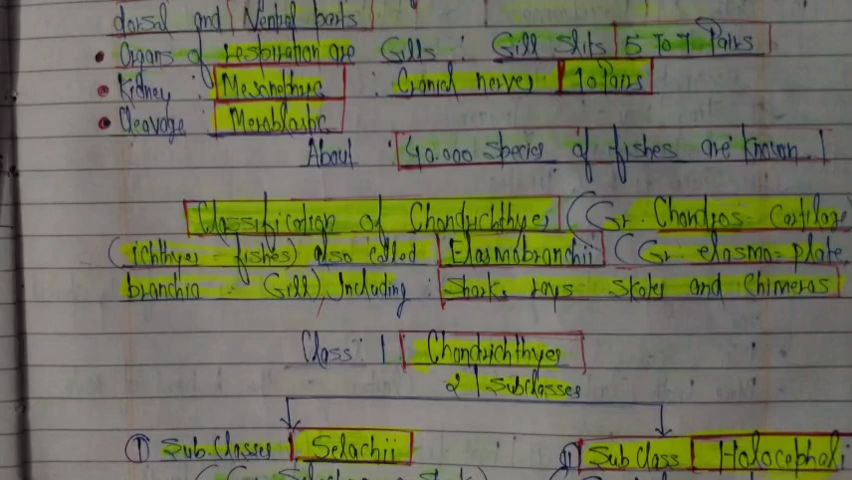 dorsal and Ventral parts
• Organs of respiration are Gills : Gill slits 5 To 7 Pairs
• Kidney : Mesonephric : Cranial nerves 10 Pairs
• Cleavage : Meroblastic
About : 40.000 Species of fishes are known.
Classification of Chondrichthyes (Gr. Chondros- Cartilage
(ichthyes - fishes) also called Elasmobranchii (Gr. elasmo = plate,
branchia - Gill), Including : shark, rays skates and Chimeras
Class : 1 Chondrichthyes
2 Subclasses
① Sub. Classes Selachii ② Sub Class Holocephali